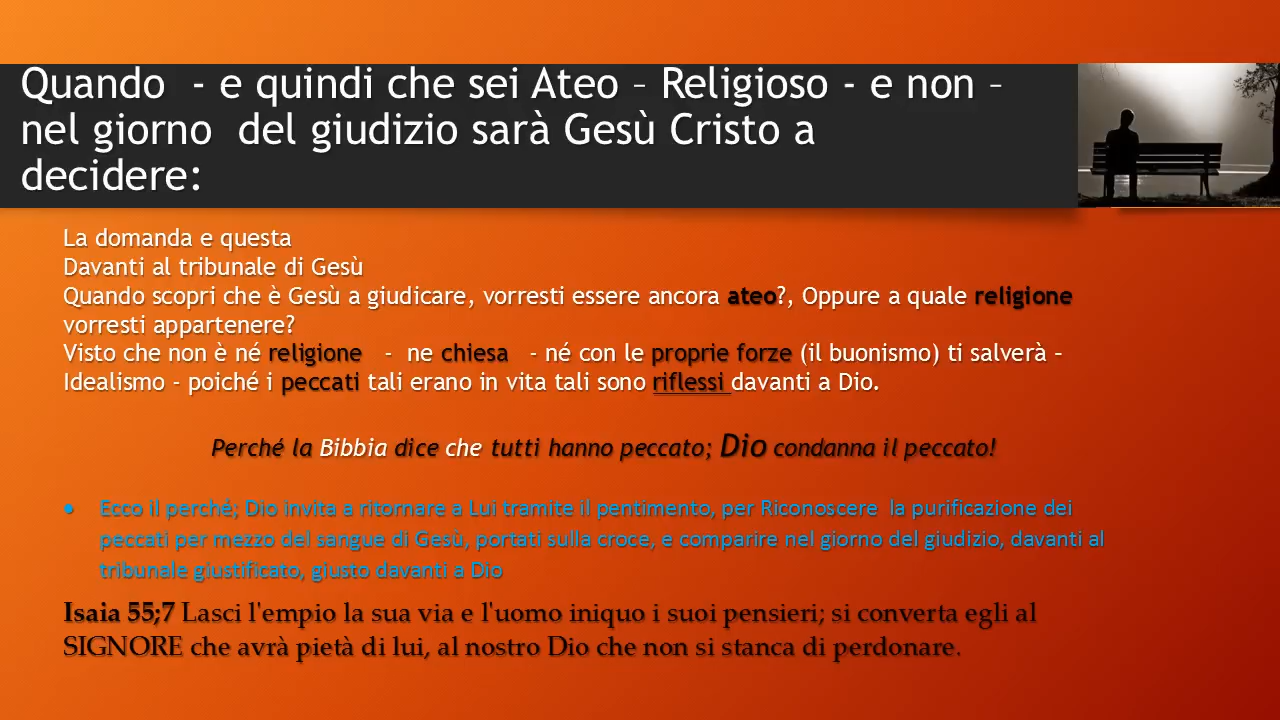 Quando - e quindi che sei Ateo – Religioso - e non –
nel giorno del giudizio sarà Gesù Cristo a
decidere:
La domanda e questa
Davanti al tribunale di Gesù
Quando scopri che è Gesù a giudicare, vorresti essere ancora ateo?, Oppure a quale religione
vorresti appartenere?
Visto che non è né religione - ne chiesa - né con le proprie forze (il buonismo) ti salverà –
Idealismo - poiché i peccati tali erano in vita tali sono riflessi davanti a Dio.
Perché la Bibbia dice che tutti hanno peccato; Dio condanna il peccato!
• Ecco il perché; Dio invita a ritornare a Lui tramite il pentimento, per Riconoscere la purificazione dei
peccati per mezzo del sangue di Gesù, portati sulla croce, e comparire nel giorno del giudizio, davanti al
tribunale giustificato, giusto davanti a Dio
Isaia 55;7 Lasci l'empio la sua via e l'uomo iniquo i suoi pensieri; si converta egli al
SIGNORE che avrà pietà di lui, al nostro Dio che non si stanca di perdonare.